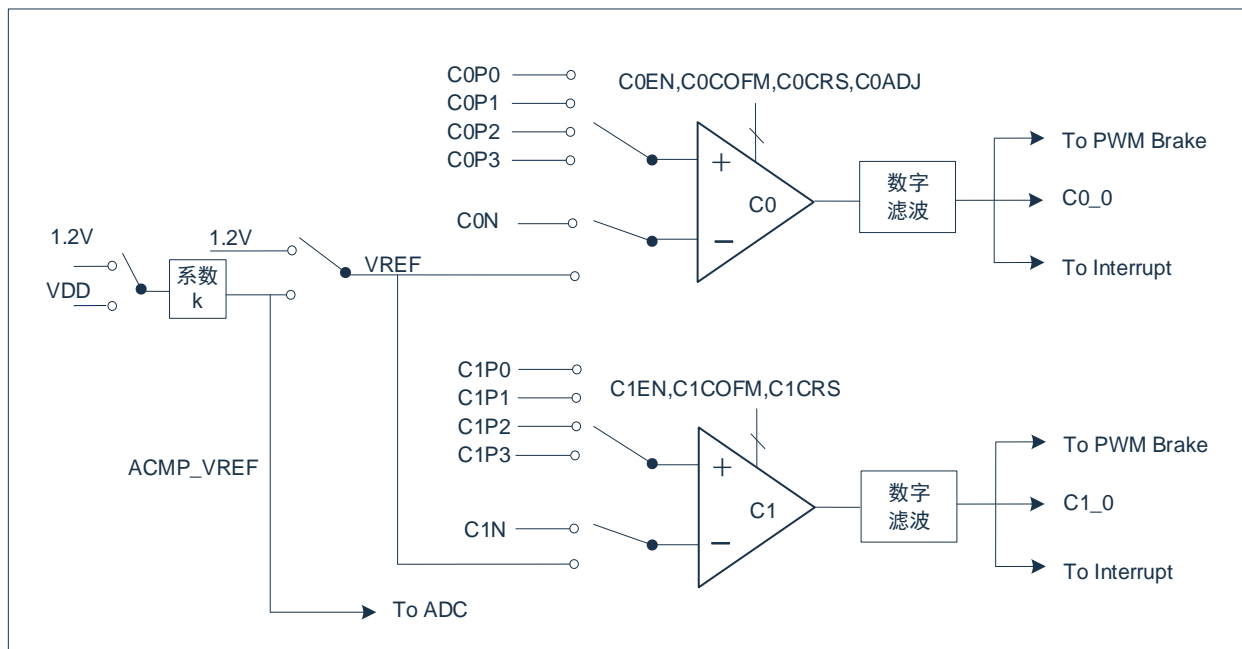 C0P0
C0P1
C0P2
C0P3
C0N
C0EN,C0COFM,C0CRS,C0ADJ
+
C0
−
数字
滤波
To PWM Brake
C0_0
To Interrupt
1.2V
VDD
系数
k
1.2V
VREF
ACMP_VREF
To ADC
C1P0
C1P1
C1P2
C1P3
C1N
C1EN,C1COFM,C1CRS
+
C1
−
数字
滤波
To PWM Brake
C1_0
To Interrupt